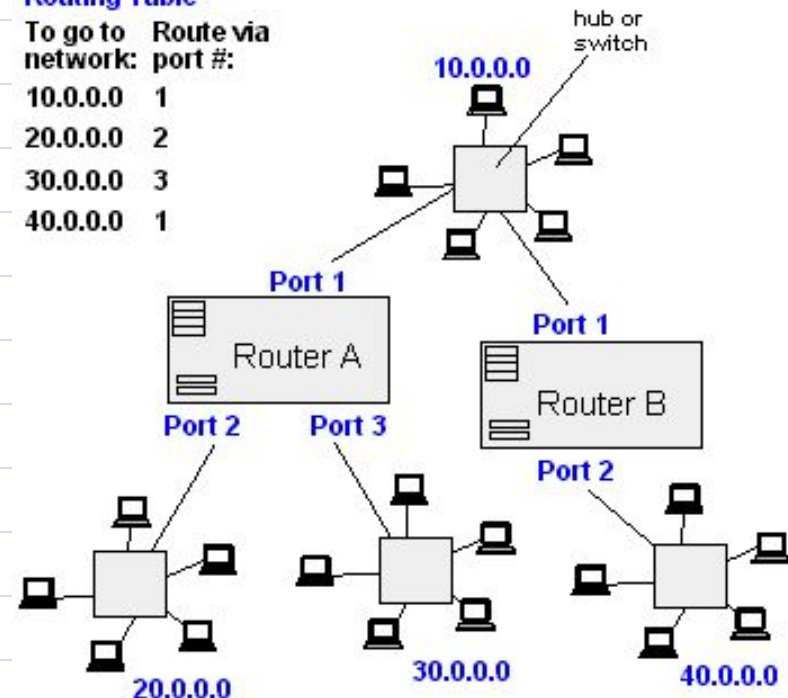 Routing Table
To go to Route via
network: port #:
10.0.0.0 1
20.0.0.0 2
30.0.0.0 3
40.0.0.0 1
hub or
switch
10.0.0.0
Port 1
Router A
Port 2 Port 3
Port 1
Router B
Port 2
20.0.0.0
30.0.0.0
40.0.0.0